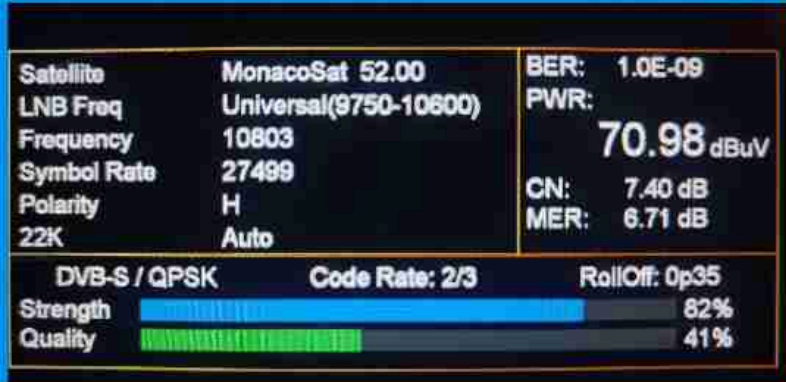 Satellite MonacoSat 52.00
LNB Freq Universal(9750-10600)
Frequency 10803
Symbol Rate 27499
Polarity H
22K Auto
BER: 1.0E-09
PWR:
70.98 dBuV
CN: 7.40 dB
MER: 6.71 dB
DVB-S / QPSK Code Rate: 2/3 RollOff: 0p35
Strength 82%
Quality 41%